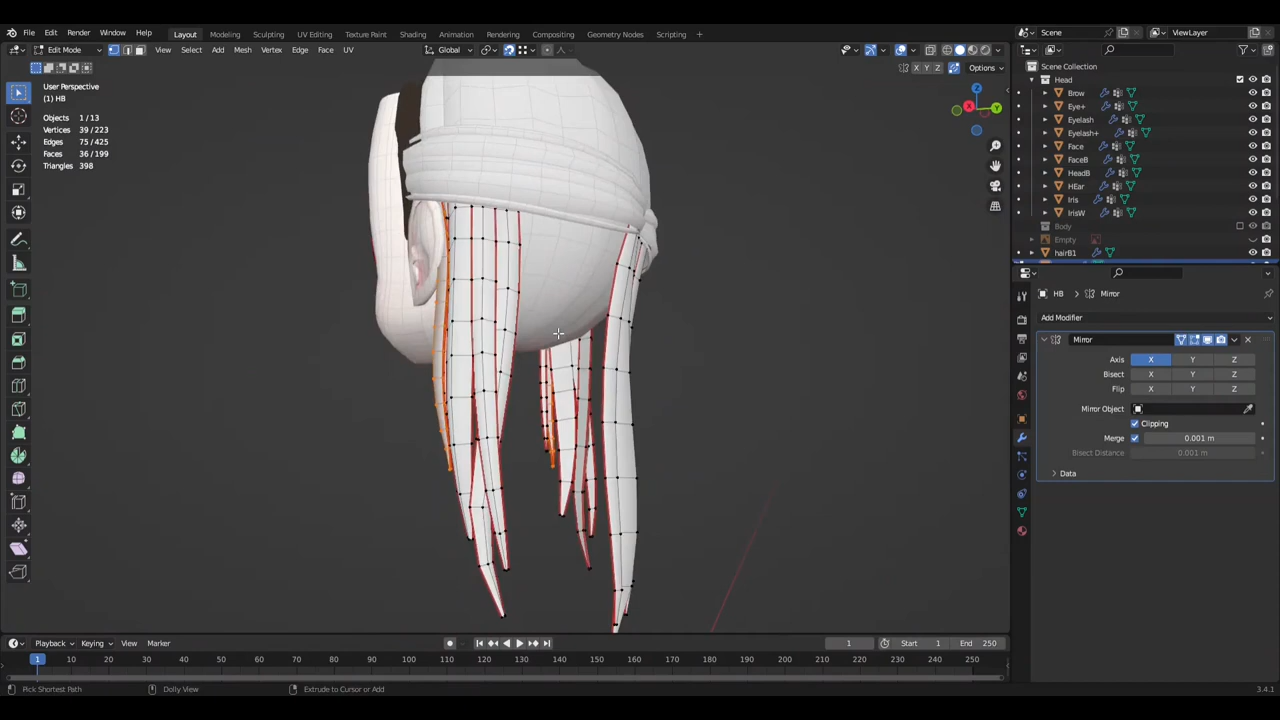 File Edit Render Window Help Layout Modeling Sculpting UV Editing Texture Paint Shading Animation Rendering Compositing Geometry Nodes Scripting + Scene ViewLayer
Edit Mode View Select Add Mesh Vertex Edge Face UV Global
X Y Z Options
User Perspective
(1) HB
Objects 1 / 13
Vertices 39 / 223
Edges 75 / 425
Faces 36 / 199
Triangles 398
Scene Collection
Head
Brow
Eye+
Eyelash
Eyelash+
Face
FaceB
HeadB
HEar
Iris
IrisW
Body
Empty
hairB1
HB > Mirror
Add Modifier
Mirror
Axis X Y Z
Bisect X Y Z
Flip X Y Z
Mirror Object
Clipping
Merge 0.001 m
Bisect Distance 0.001 m
Data
Playback Keying View Marker 1 Start 1 End 250
1 10 20 30 40 50 60 70 80 90 100 110 120 130 140 150 160 170 180 190 200 210 220 230 240 250
Pick Shortest Path Dolly View Extrude to Cursor or Add 3.4.1